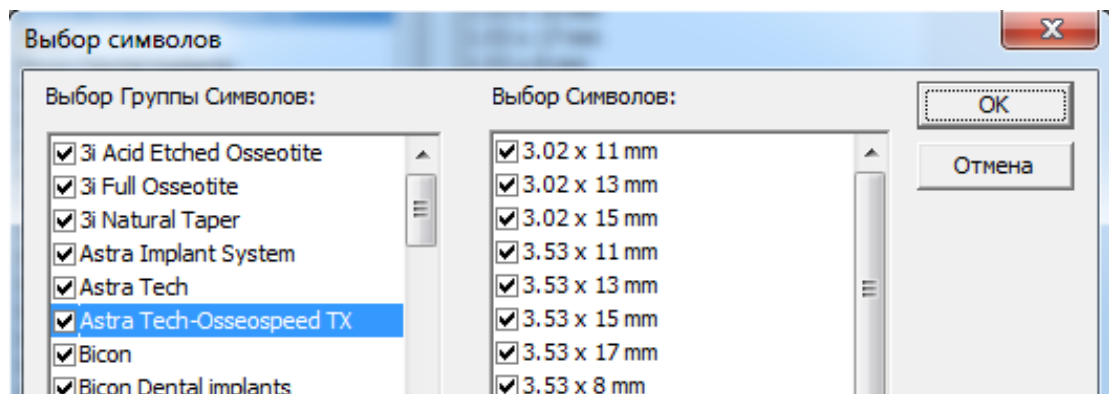 Выбор символов
Выбор Группы Символов:
3i Acid Etched Osseotite
3i Full Osseotite
3i Natural Taper
Astra Implant System
Astra Tech
Astra Tech-Osseospeed TX
Bicon
Bicon Dental implants
Выбор Символов:
3.02 x 11 mm
3.02 x 13 mm
3.02 x 15 mm
3.53 x 11 mm
3.53 x 13 mm
3.53 x 15 mm
3.53 x 17 mm
3.53 x 8 mm
OK
Отмена